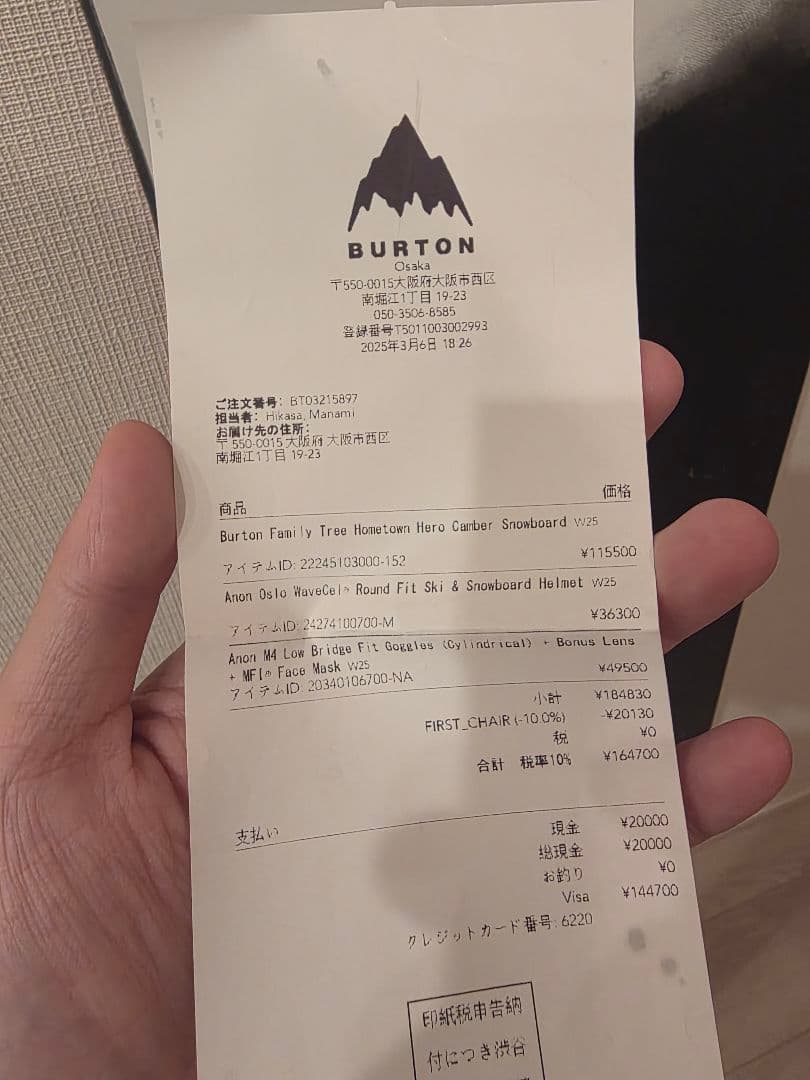 BURTON
Osaka
〒550-0015大阪府大阪市西区
南堀江1丁目 19-23
050-3506-8585
登録番号T5011003002993
2025年3月6日 18:26
ご注文番号: BT03215897
担当者: Hikasa, Manami
お届け先の住所:
〒 550-0015 大阪府 大阪市西区
南堀江1丁目 19-23
商品 価格
Burton Family Tree Hometown Hero Camber Snowboard W25
アイテムID: 22245103000-152 ¥115500
Anon Oslo WaveCel® Round Fit Ski & Snowboard Helmet W25
アイテムID: 24274100700-M ¥36300
Anon M4 Low Bridge Fit Goggles (Cylindrical) + Bonus Lens
+ MFI® Face Mask W25
アイテムID: 20340106700-NA ¥49500
小計 ¥184830
FIRST_CHAIR (-10.0%) -¥20130
税 ¥0
合計 税率10% ¥164700
支払い
現金 ¥20000
総現金 ¥20000
お釣り ¥0
Visa ¥144700
クレジットカード番号: 6220
印紙税申告納
付につき渋谷